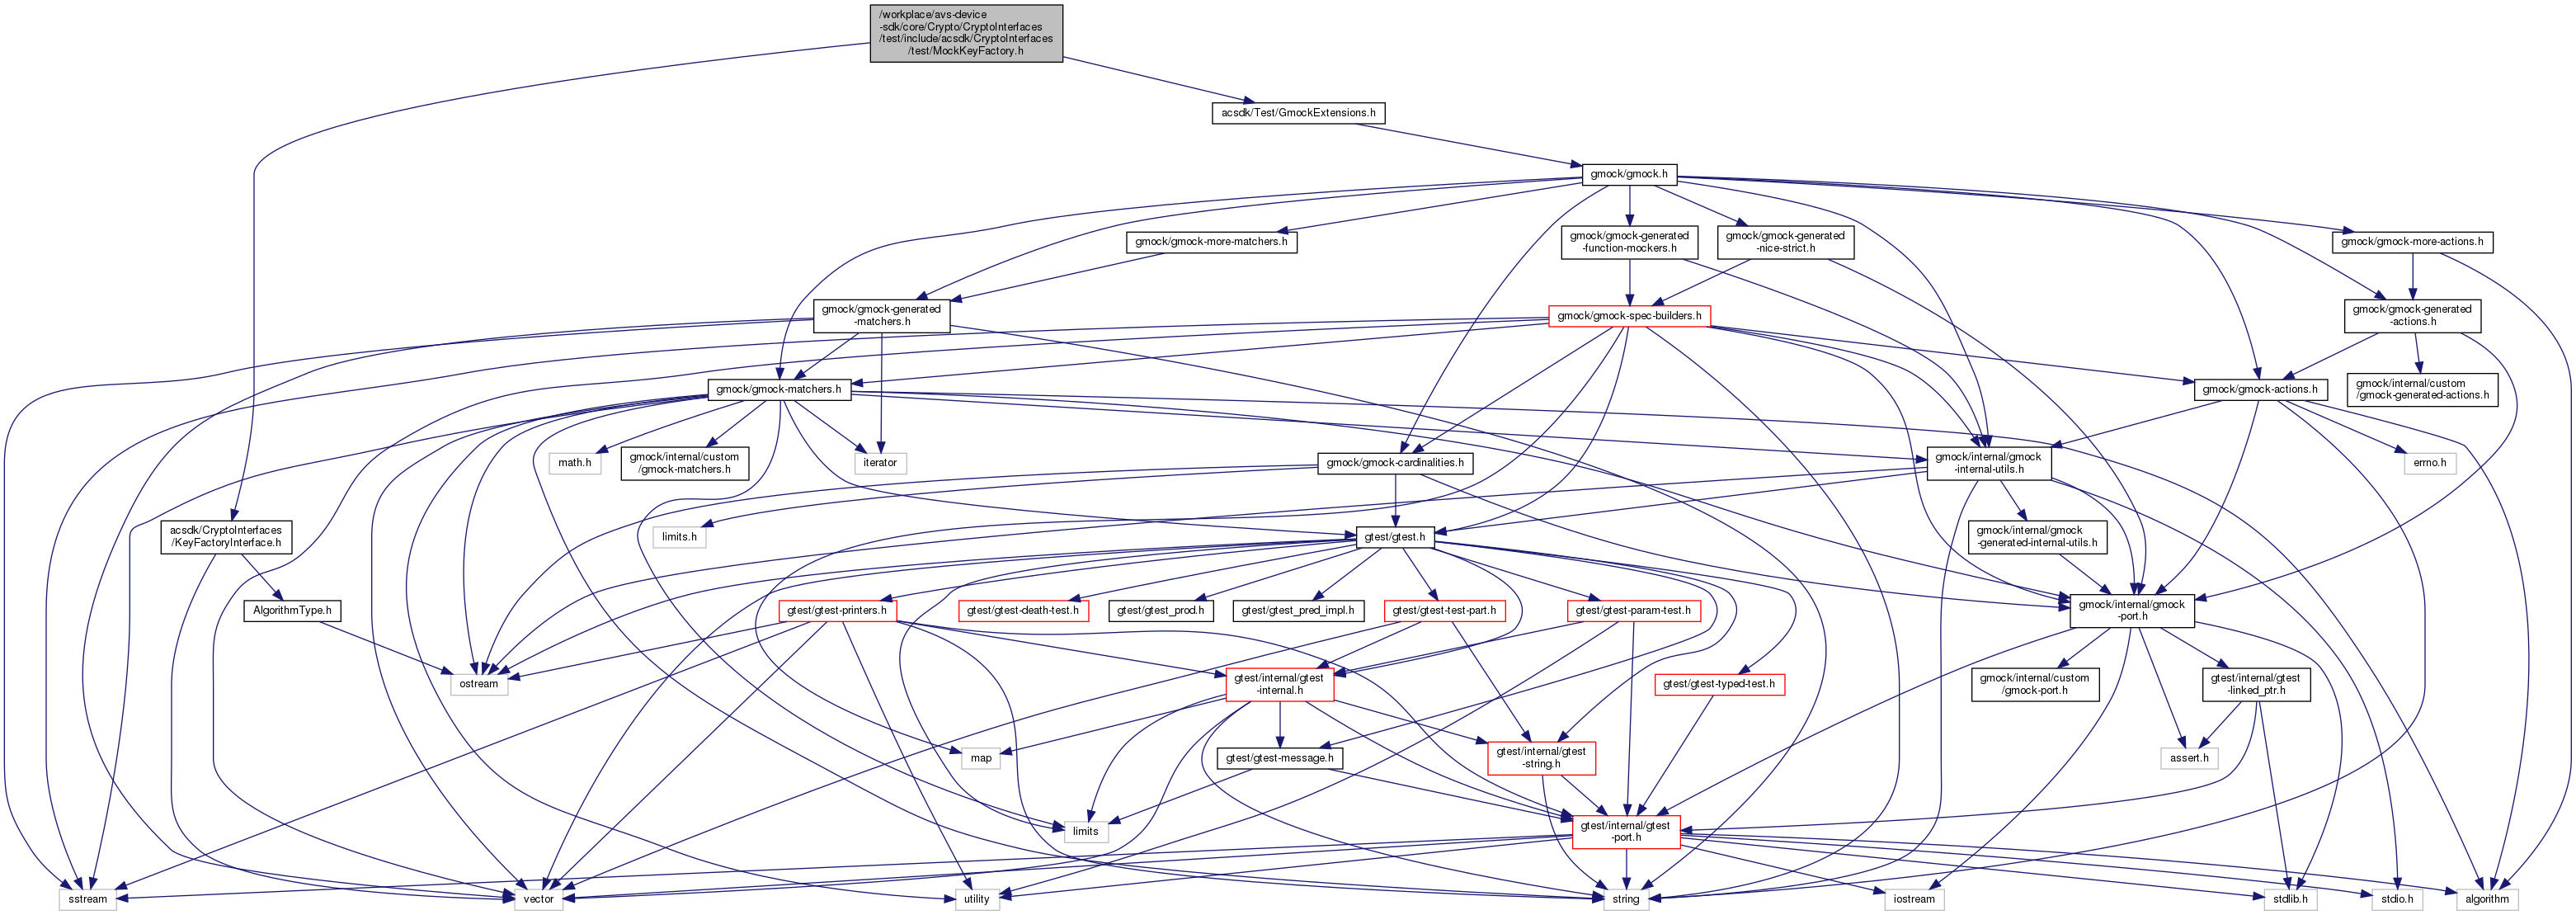 /workplace/avs-device
-sdk/core/Crypto/CryptoInterfaces
/test/include/acsdk/CryptoInterfaces
/test/MockKeyFactory.h
acsdk/Test/GmockExtensions.h
gmock/gmock.h
gmock/gmock-more-matchers.h
gmock/gmock-generated
-function-mockers.h
gmock/gmock-generated
-nice-strict.h
gmock/gmock-more-actions.h
gmock/gmock-generated
-matchers.h
gmock/gmock-spec-builders.h
gmock/gmock-generated
-actions.h
gmock/gmock-matchers.h
gmock/gmock-actions.h
gmock/internal/custom
/gmock-generated-actions.h
math.h
gmock/internal/custom
/gmock-matchers.h
iterator
gmock/gmock-cardinalities.h
gmock/internal/gmock
-internal-utils.h
errno.h
acsdk/CryptoInterfaces
/KeyFactoryInterface.h
limits.h
gtest/gtest.h
gmock/internal/gmock
-generated-internal-utils.h
AlgorithmType.h
gtest/gtest-printers.h
gtest/gtest-death-test.h
gtest/gtest_prod.h
gtest/gtest_pred_impl.h
gtest/gtest-test-part.h
gtest/gtest-param-test.h
gmock/internal/gmock
-port.h
ostream
gtest/internal/gtest
-internal.h
gtest/gtest-typed-test.h
gmock/internal/custom
/gmock-port.h
gtest/internal/gtest
-linked_ptr.h
map
gtest/gtest-message.h
gtest/internal/gtest
-string.h
assert.h
limits
gtest/internal/gtest
-port.h
sstream
vector
utility
string
iostream
stdlib.h
stdio.h
algorithm